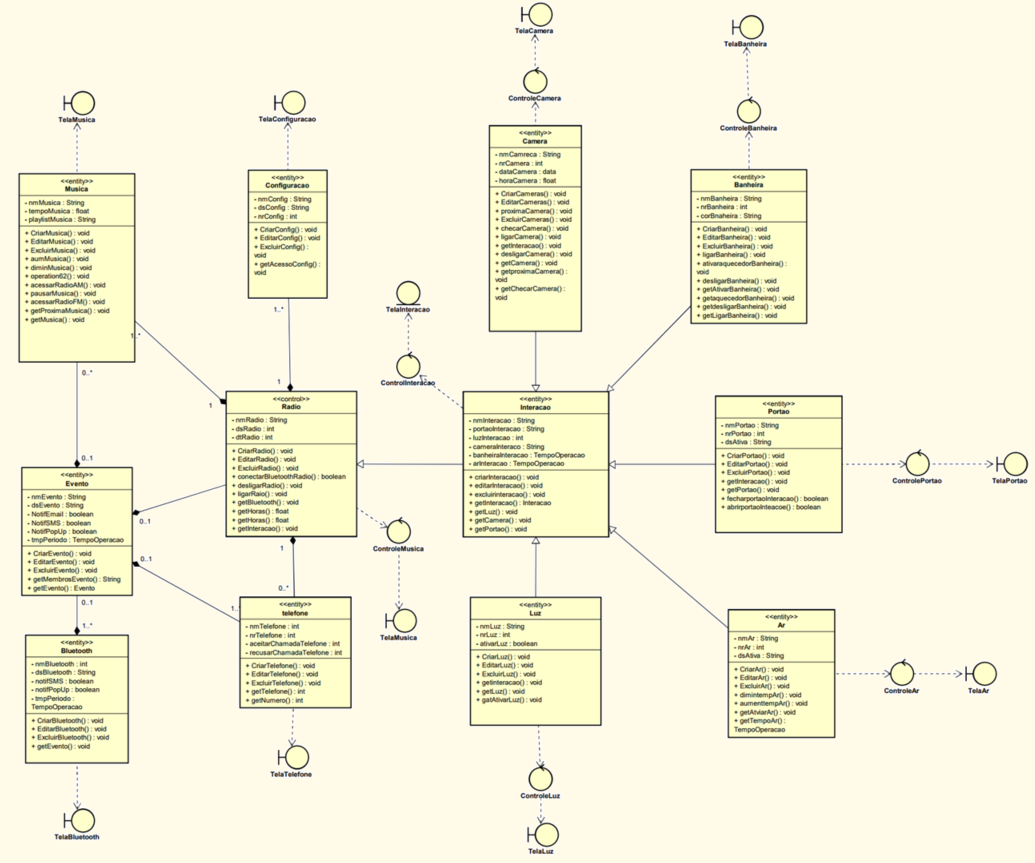 TelaCamera
ControleCamera
TelaBanheira
ControleBanheira
TelaMusica
TelaConfiguracao
<<entity>>
Musica
- nmMusica : String
- tempoMusica : float
- playlistMusica : String
+ CriarMusica() : void
+ EditarMusica() : void
+ ExcluirMusica() : void
+ aumMusica() : void
+ diminMusica() : void
+ operation62() : void
+ acessarRadioAM() : void
+ pausarMusica() : void
+ acessarRadioFM() : void
+ getProximaMusica() : void
+ getMusica() : void
<<entity>>
Configuracao
- nmConfig : String
- dsConfig : String
- nrConfig : int
+ CriarConfig() : void
+ EditarConfig() : void
+ ExcluirConfig() :
void
+ getAcessoConfig() :
void
<<entity>>
Camera
- nmCamreca : String
- nrCamera : int
- dataCamera : data
- horaCamera : float
+ CriarCameras() : void
+ EditarCameras() : void
+ proximaCamera() : void
+ ExcluirCameras() : void
+ checarCamera() : void
+ ligarCamera() : void
+ getInteracao() : void
+ desligarCamera() : void
+ getCamera() : void
+ getproximaCamera() :
void
+ getChecarCamera() :
void
<<entity>>
Banheira
- nmBanheira : String
- nrBanheira : int
- corBnaheira : String
+ CriarBanheira() : void
+ EditarBanheira() : void
+ ExcluirBanheira() : void
+ ligarBanheira() : void
+ ativaraquecedorBanheira() :
void
+ desligarBanheira() : void
+ getAtivarBanheira() : void
+ getaquecedorBanheira() : void
+ getdesligarBanheira() : void
+ getLigarBanheira() : void
TelaInteracao
ControlInteracao
1..*
1
1..*
1
0..*
0..1
<<control>>
Radio
- nmRadio : String
- dsRadio : int
- dtRadio : int
+ CriarRadio() : void
+ EditarRadio() : void
+ ExcluirRadio() : void
+ conectarBluetoothRadio() : boolean
+ desligarRadio() : void
+ ligarRaio() : void
+ getBluetooth() : void
+ getHoras() : float
+ getHoras() : float
+ getInteracao() : void
<<entity>>
Interacao
- nmInteracao : String
- portaoInteracao : String
- luzInteracao : int
- cameraInteraco : String
- banheiraInteracao : TempoOperacao
- arInteracao : TempoOperacao
+ criarInteracao() : void
+ editarInteracao() : void
+ excluirinteracao() : void
+ getInteracao() : Interacao
+ getLuz() : void
+ getCamera() : void
+ getPortao() : void
<<entity>>
Portao
- nmPortao : String
- nrPortao : int
- dsAtiva : String
+ CriarPortao() : void
+ EditarPortao() : void
+ ExcluirPortao() : void
+ getInteracao() : void
+ getPortao() : void
+ fecharportaoInteracao() : boolean
+ abrirportaoInteacoe() : boolean
ControlePortao
TelaPortao
<<entity>>
Evento
- nmEvento : String
- dsEvento : String
- NotifEmail : boolean
- NotifSMS : boolean
- NotifPopUp : boolean
- tmpPeriodo : TempoOperacao
+ CriarEvento() : void
+ EditarEvento() : void
+ ExcluirEvento() : void
+ getMembrosEvento() : String
+ getEvento() : Evento
0..1
0..1
1..
1
0..*
0..1
1..*
ControleMusica
TelaMusica
<<entity>>
Bluetooth
- nmBluetooth : int
- dsBluetooth : String
- notifSMS : boolean
- notifPopUp : boolean
- tmpPeriodo :
TempoOperacao
+ CriarBluetooth() : void
+ EditarBluetooth() : void
+ ExcluirBluetooth() : void
+ getEvento() : void
<<entity>>
telefone
- nmTelefone : int
- nrTelefone : int
- aceitarChamadaTelefone : int
- recusarChamadaTelefone : int
+ CriarTelefone() : void
+ EditarTelefone() : void
+ ExcluirTelefone() : void
+ getTelefone() : int
+ getNumero() : int
<<entity>>
Luz
- nmLuz : String
- nrLuz : int
- ativarLuz : boolean
+ CriarLuz() : void
+ EditarLuz() : void
+ ExcluirLuz() : void
+ getInteracao() : void
+ getLuz() : void
+ gatAtivarLuz() : void
<<entity>>
Ar
- nmAr : String
- nrAr : int
- dsAtiva : String
+ CriarAr() : void
+ EditarAr() : void
+ ExcluirAr() : void
+ dimintempAr() : void
+ aumenttempAr() : void
+ getAtviarAr() : void
+ getTempoAr() :
TempoOperacao
ControleAr
TelaAr
TelaTelefone
ControleLuz
TelaBluetooth
TelaLuz